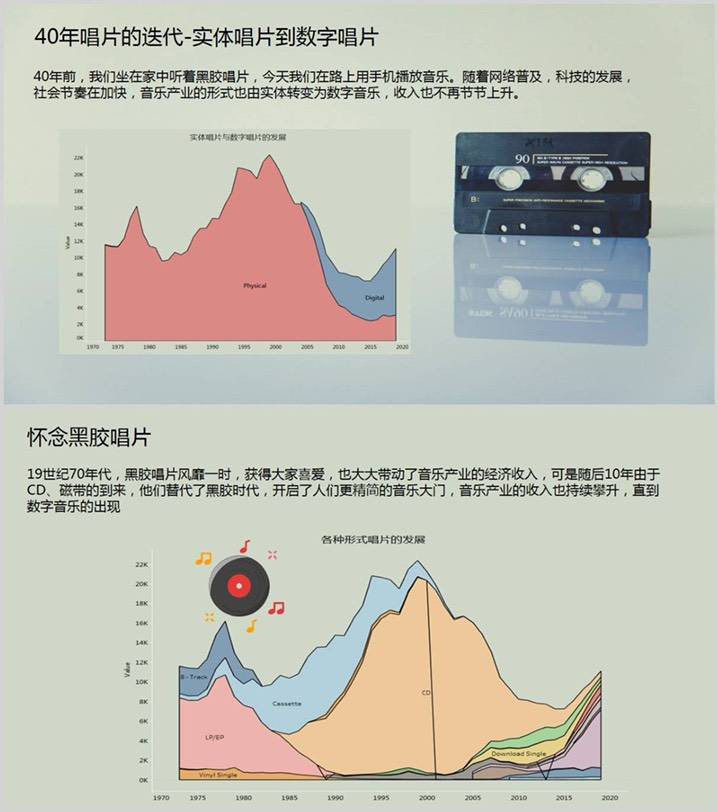 40年唱片的迭代-实体唱片到数字唱片
40年前，我们坐在家中听着黑胶唱片，今天我们在路上用手机播放音乐。随着网络普及，科技的发展，
社会节奏在加快，音乐产业的形式也由实体转变为数字音乐，收入也不再节节上升。
实体唱片与数字唱片的发展
22K
20K
18K
16K
14K
12K
10K
8K
6K
4K
2K
0K
Value
Physical
Digital
1970 1975 1980 1985 1990 1995 2000 2005 2010 2015 2020
90
B:
怀念黑胶唱片
19世纪70年代，黑胶唱片风靡一时，获得大家喜爱，也大大带动了音乐产业的经济收入，可是随后10年由于
CD、磁带的到来，他们替代了黑胶时代，开启了人们更精简的音乐大门，音乐产业的收入也持续攀升，直到
数字音乐的出现
各种形式唱片的发展
22K
20K
18K
16K
14K
12K
10K
8K
6K
4K
2K
0K
Value
8-Track
Cassette
CD
LP/EP
Download Single
Vinyl Single
1970 1975 1980 1985 1990 1995 2000 2005 2010 2015 2020